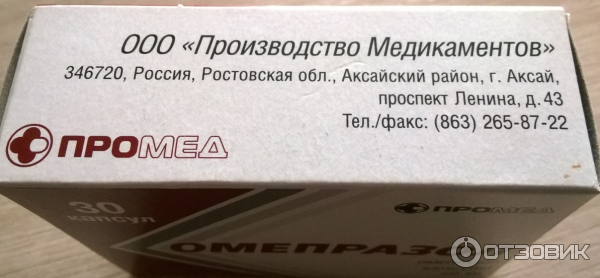 ООО «Производство Медикаментов»
346720, Россия, Ростовская обл., Аксайский район, г. Аксай,
проспект Ленина, д. 43
Тел./факс: (863) 265-87-22
ПРОМЕД
30
капсул
ПРОМЕД
ОТЗОВИК